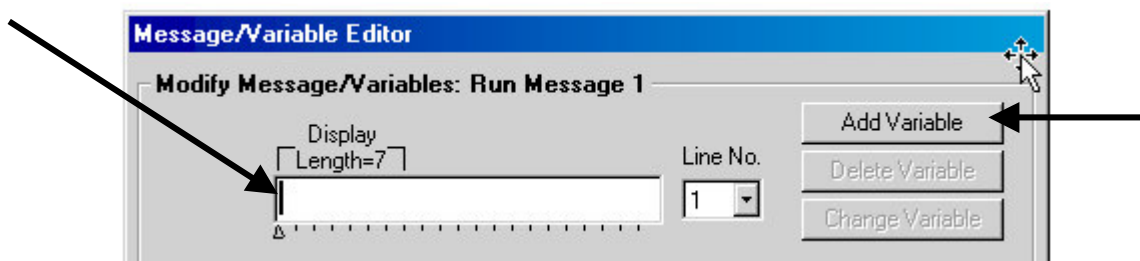 Message/Variable Editor
Modify Message/Variables: Run Message 1
Add Variable
Display
Length=7
Line No.
Delete Variable
1
Change Variable